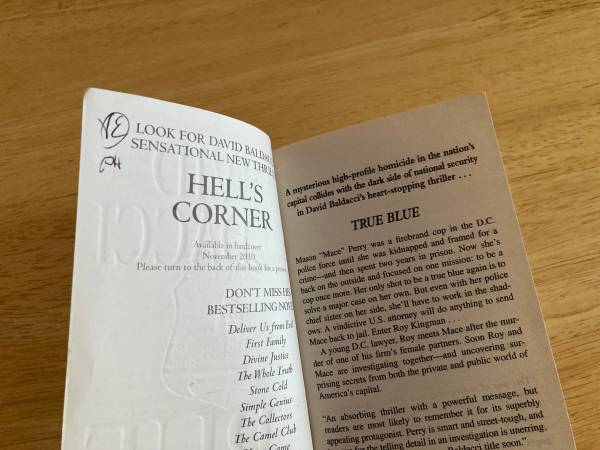 LOOK FOR DAVID
SENSATIONAL NEW
HELL'S
CORNER
Available in hardcover
November 2010
Please turn to the back of this book for a
DON'T MISS
BESTSELLING
Deliver Us from Evil
First Family
Divine Justice
The Whole Truth
Stone Cold
Simple Genius
The Collectors
The Camel Club
Game
A mysterious high-profile homicide in the nation's
capital collides with the dark side of national security
in David Baldacci's heart-stopping thriller . . .
TRUE BLUE
Mason "Mace" Perry was a firebrand cop in the D.C.
police force until she was kidnapped and framed for a
crime—and then spent two years in prison. Now she's
back on the outside and focused on one mission: to be a
cop once more. Her only shot to be a true blue again is to
solve a major case on her own. But even with her police
chief sister on her side, she'll have to work in the shad-
ows: A vindictive U.S. attorney will do anything to send
Mace back to jail. Enter Roy Kingman . . .
A young D.C. lawyer, Roy meets Mace after the mur-
der of one of his firm's female partners. Soon Roy and
Mace are investigating together—and uncovering sur-
prising secrets from both the private and public world of
America's capital.
"An absorbing thriller with a powerful message, but
readers are most likely to remember it for its superbly
appealing protagonist. Perry is smart and street-tough, and
for the telling detail in an investigation is unerring.
Baldacci title soon."